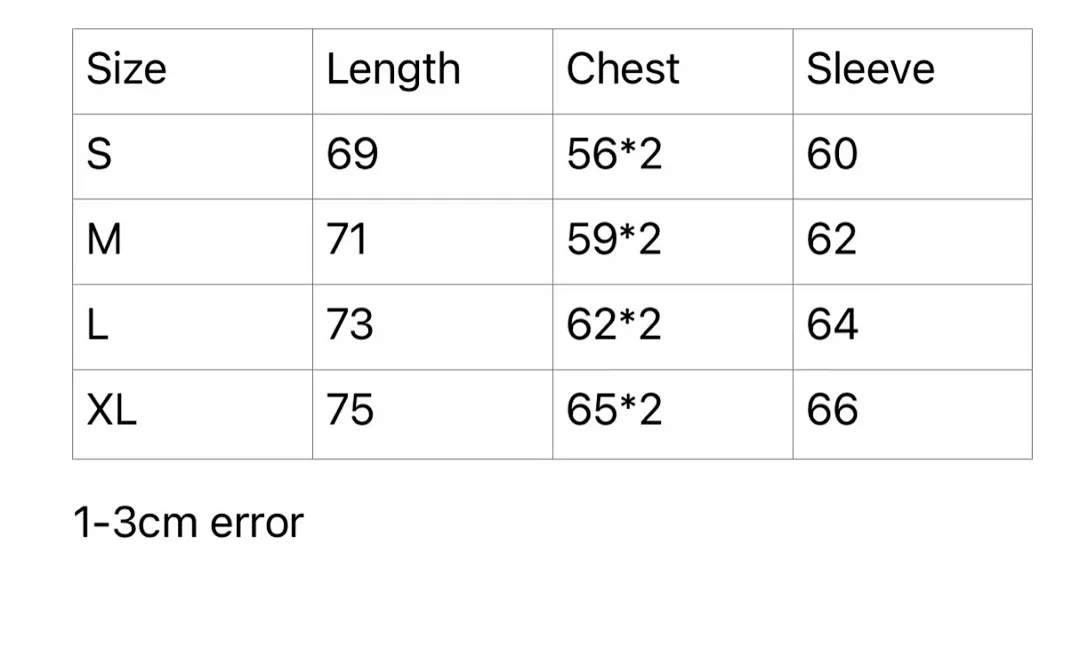 Size Length Chest Sleeve
S 69 56*2 60
M 71 59*2 62
L 73 62*2 64
XL 75 65*2 66
1-3cm error